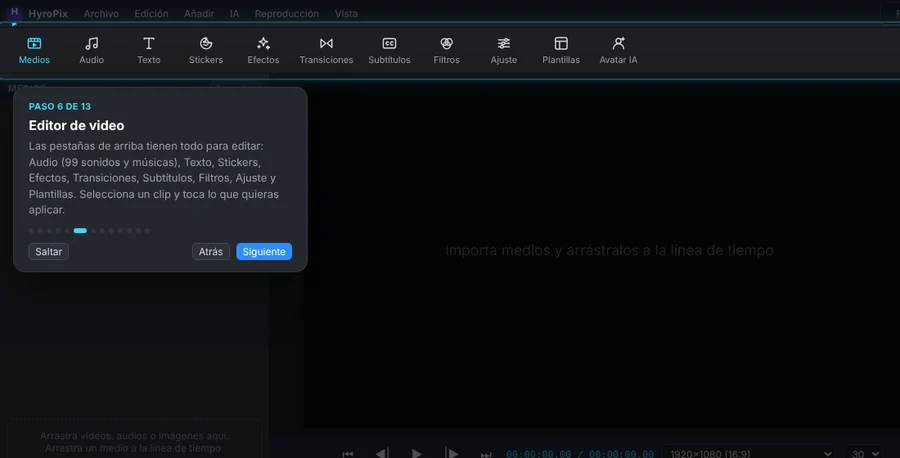 H HyroPix Archivo Edición Añadir IA Reproducción Vista
Medios Audio Texto Stickers Efectos Transiciones Subtítulos Filtros Ajuste Plantillas Avatar IA
PASO 6 DE 13
Editor de video
Las pestañas de arriba tienen todo para editar:
Audio (99 sonidos y músicas), Texto, Stickers,
Efectos, Transiciones, Subtítulos, Filtros, Ajuste y
Plantillas. Selecciona un clip y toca lo que quieras
aplicar.
Saltar Atrás Siguiente
Importa medios y arrástralos a la línea de tiempo
Arrastra videos, audios o imágenes aquí.
Arrastra un medio a la línea de tiempo.
00:00:00.00 / 00:00:00.00 1920×1080 (16:9) 30